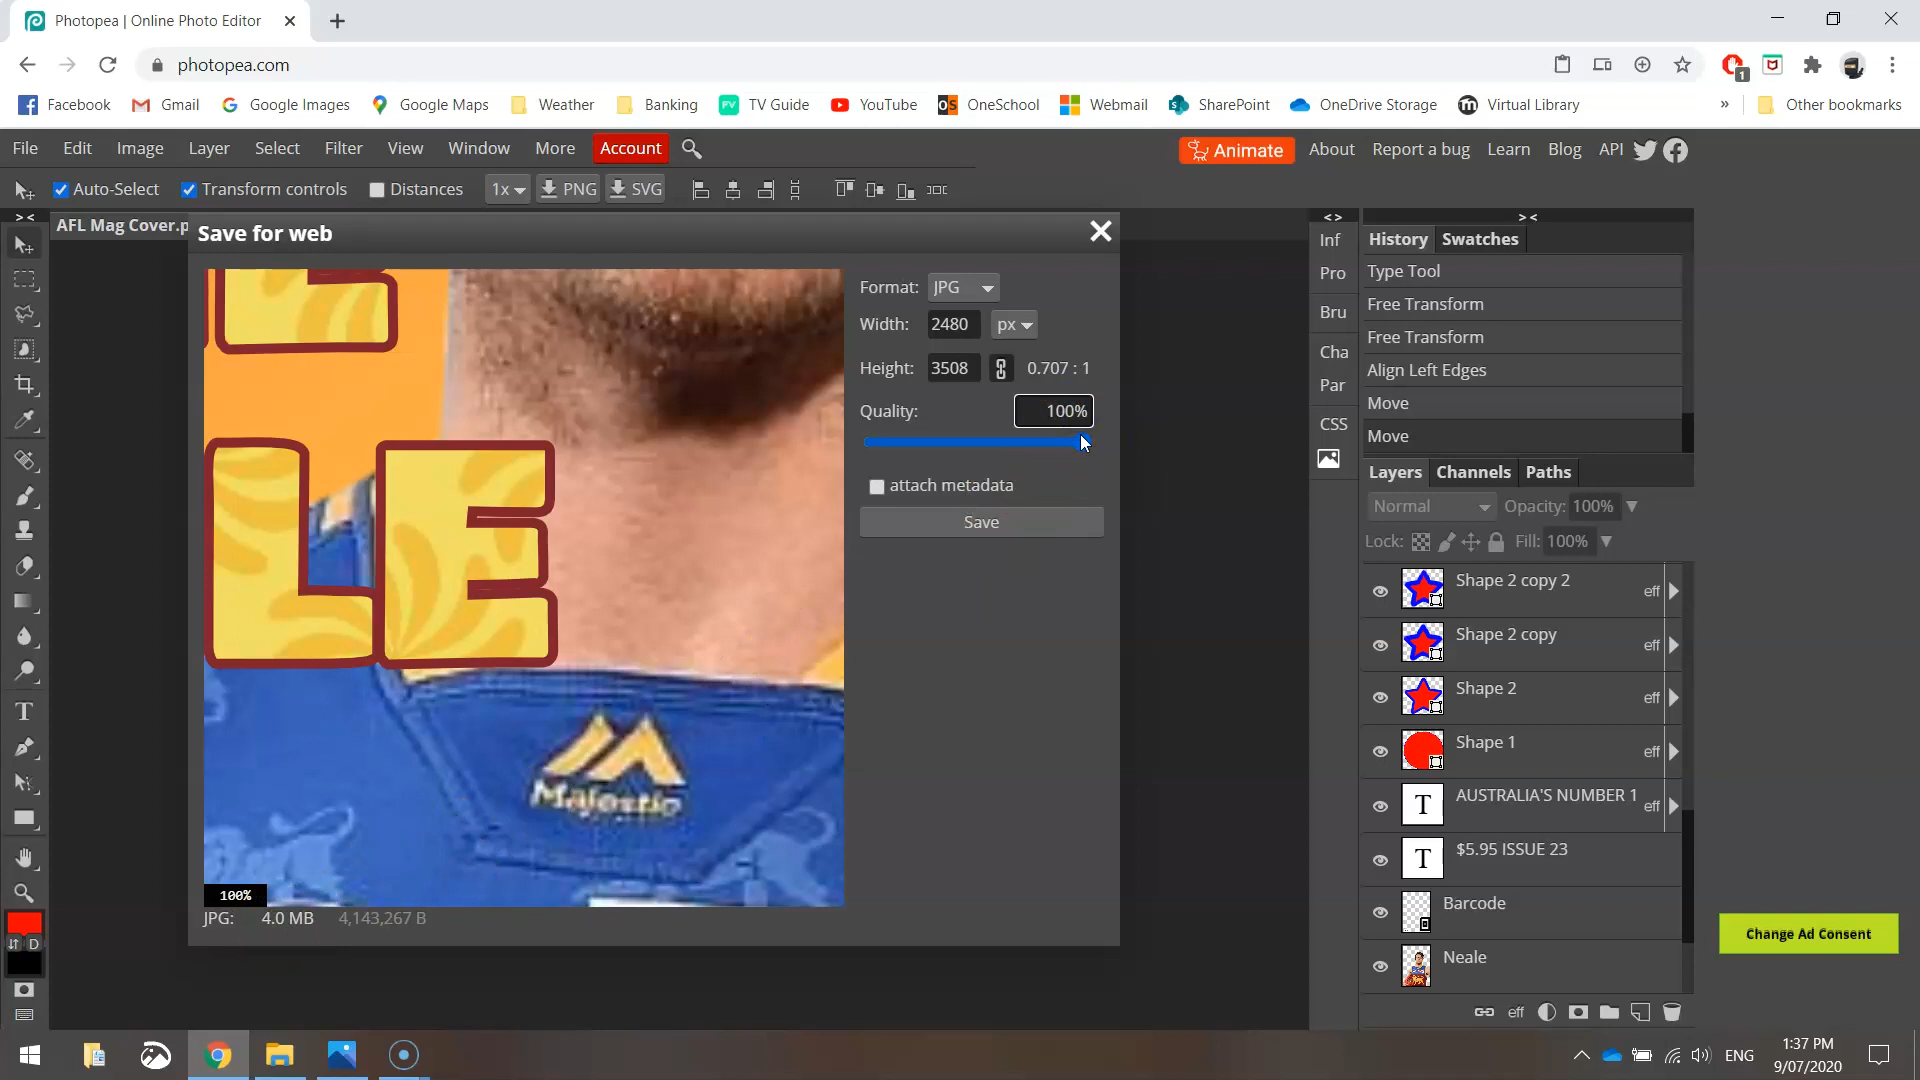 Photopea | Online Photo Editor
photopea.com
1
Facebook
Gmail
Google Images
Google Maps
Weather
Banking
TV Guide
YouTube
OneSchool
Webmail
SharePoint
OneDrive Storage
Virtual Library
»
Other bookmarks
File Edit Image Layer Select Filter View Window More Account
Animate
About Report a bug Learn Blog API
Auto-Select
Transform controls
Distances
1x
PNG
SVG
> <
AFL Mag Cover.p
Save for web
E
LE
Majestic
100%
JPG: 4.0 MB 4,143,267 B
Format: JPG
Width: 2480 px
Height: 3508 0.707 : 1
Quality: 100%
attach metadata
Save
< >
Inf
Pro
Bru
Cha
Par
CSS
> <
History Swatches
Type Tool
Free Transform
Free Transform
Align Left Edges
Move
Move
Layers Channels Paths
Normal Opacity: 100%
Lock: Fill: 100%
Shape 2 copy 2 eff
Shape 2 copy eff
Shape 2 eff
Shape 1 eff
T AUSTRALIA'S NUMBER 1 eff
T $5.95 ISSUE 23
Barcode
Neale
eff
T
D
Change Ad Consent
ENG
1:37 PM
9/07/2020